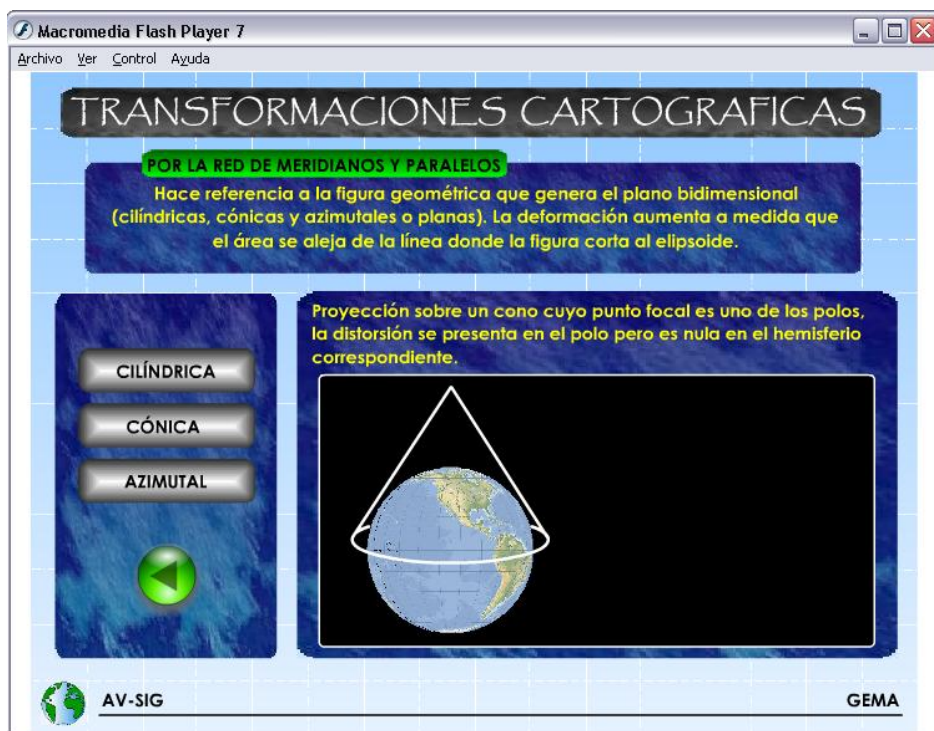 Macromedia Flash Player 7
Archivo Ver Control Ayuda
TRANSFORMACIONES CARTOGRAFICAS
POR LA RED DE MERIDIANOS Y PARALELOS
Hace referencia a la figura geométrica que genera el plano bidimensional
(cilíndricas, cónicas y azimutales o planas). La deformación aumenta a medida que
el área se aleja de la línea donde la figura corta al elipsoide.
CILÍNDRICA
CÓNICA
AZIMUTAL
Proyección sobre un cono cuyo punto focal es uno de los polos,
la distorsión se presenta en el polo pero es nula en el hemisferio
correspondiente.
AV-SIG
GEMA